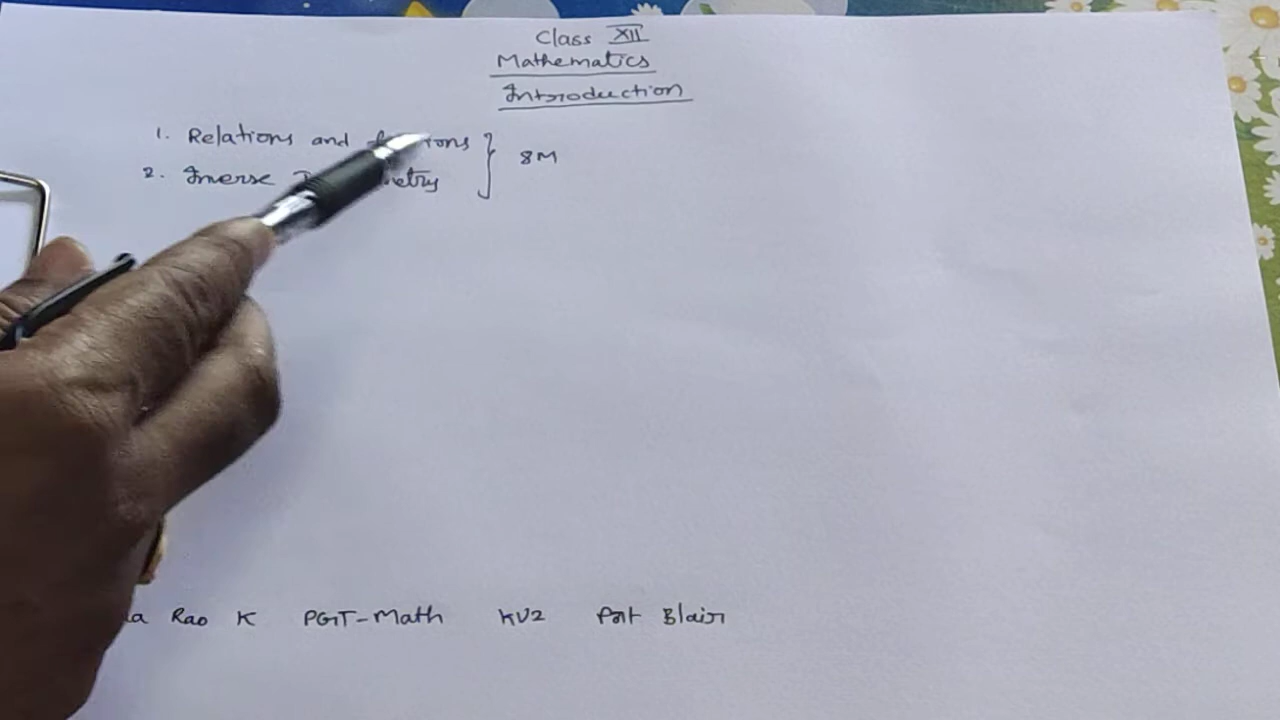 Class XII
Mathematics
Introduction
1. Relations and
2. Inverse
} 8M
Rao K PGT-Math KV2 Port Blair